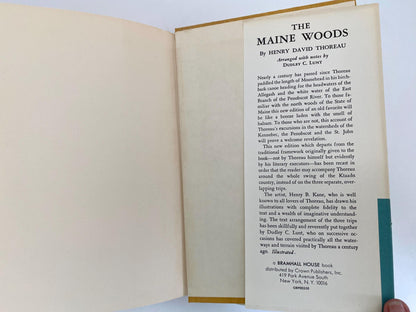 THE
MAINE WOODS
By HENRY DAVID THOREAU
Arranged with notes by
DUDLEY C. LUNT
Nearly a century has passed since Thoreau
paddled the length of Moosehead in his birch-
bark canoe heading for the headwaters of the
Allegash and the white water of the East
Branch of the Penobscot River. To those fa-
miliar with the north woods of the State of
Maine this new edition of an old favorite will
be like a breeze laden with the smell of
balsam. To those who are not, this account of
Thoreau's excursions in the watersheds of the
Kennebec, the Penobscot and the St. John
will prove a welcome revelation.
This new edition which departs from the
traditional framework originally given to the
book—not by Thoreau himself but evidently
by his literary executors—has been recast in
order that the reader may accompany Thoreau
around the whole swing of the Ktaadn
country, instead of on the three separate, over-
lapping trips.
The artist, Henry B. Kane, who is well
known to all lovers of Thoreau, has drawn his
illustrations with complete fidelity to the
text and a wealth of imaginative understand-
ing. The text arrangement of the three trips
has been skillfully and reverently put together
by Dudley C. Lunt, who on successive occa-
sions has covered practically all the water-
ways and terrain visited by Thoreau a century
ago. Illustrated.
a BRAMHALL HOUSE book
distributed by Crown Publishers, Inc.
419 Park Avenue South
New York, N. Y. 10016